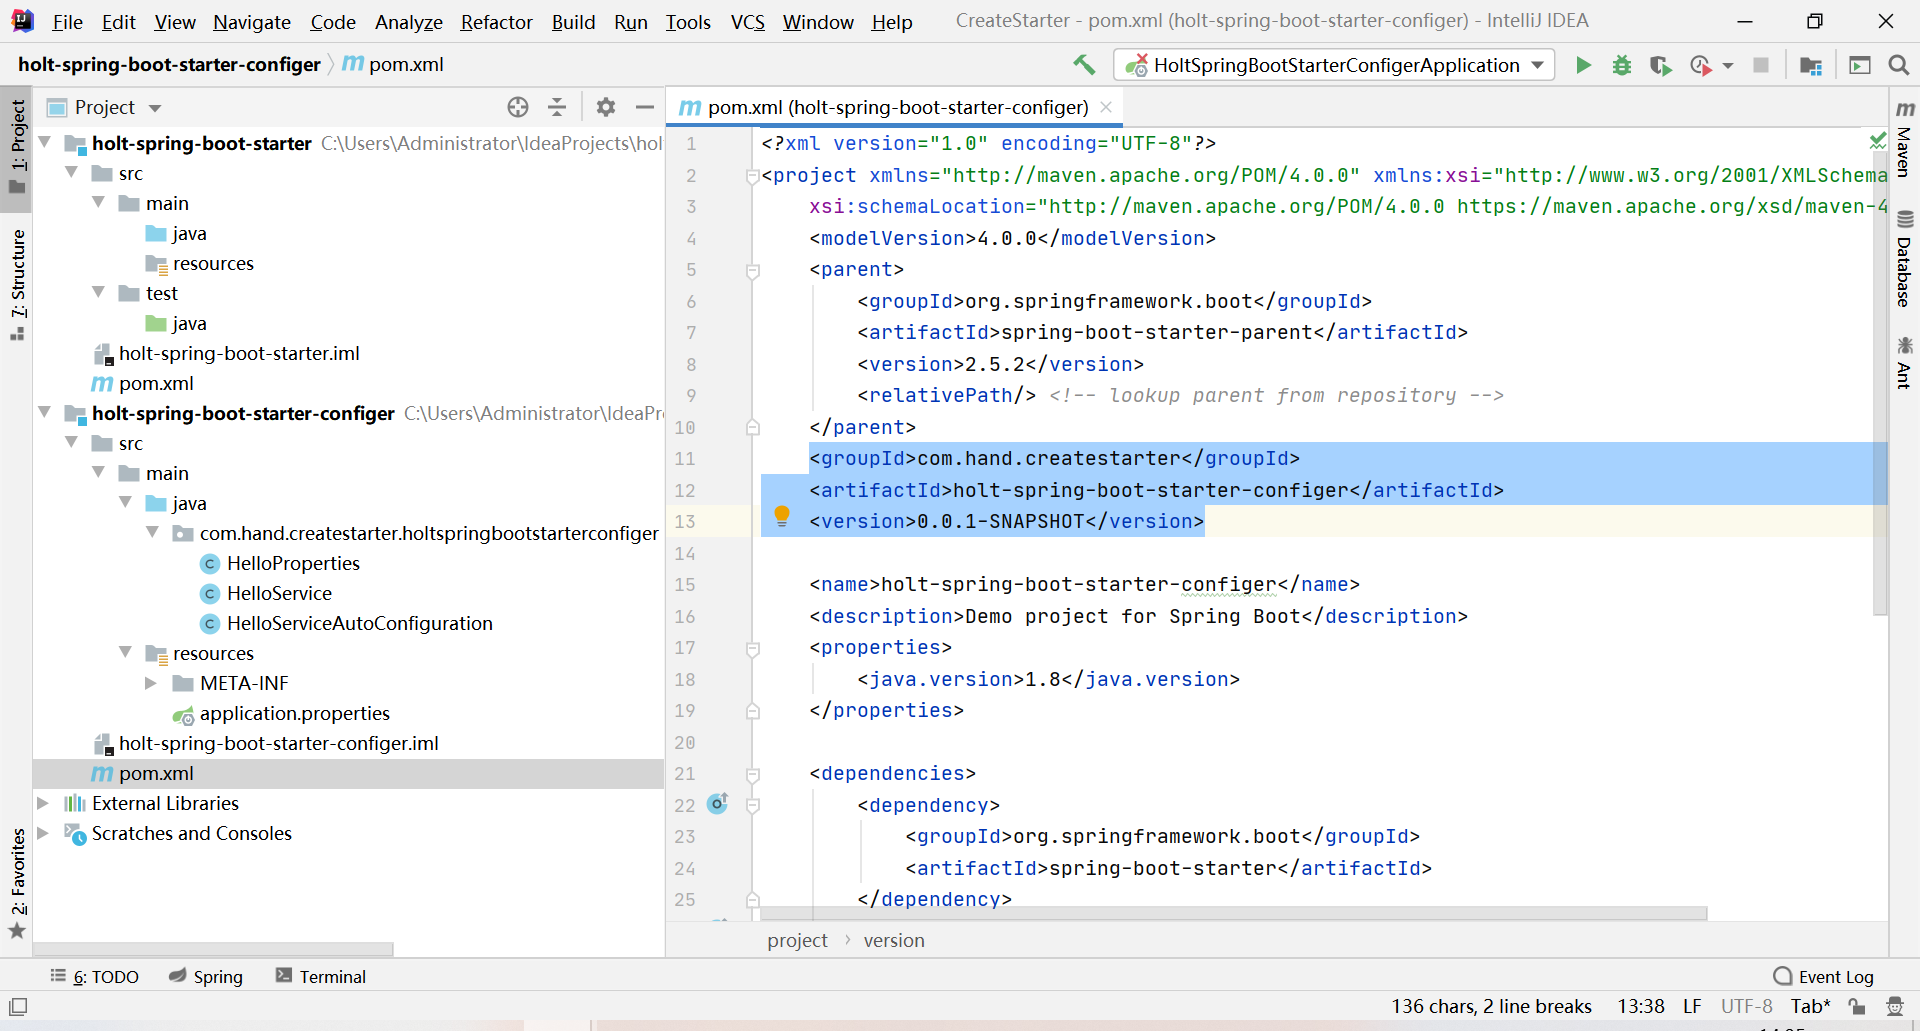 File Edit View Navigate Code Analyze Refactor Build Run Tools VCS Window Help CreateStarter - pom.xml (holt-spring-boot-starter-configer) - IntelliJ IDEA
holt-spring-boot-starter-configer pom.xml HoltSpringBootStarterConfigerApplication
1: Project
7: Structure
2: Favorites
Project
holt-spring-boot-starter C:\Users\Administrator\IdeaProjects\hol
src
main
java
resources
test
java
holt-spring-boot-starter.iml
pom.xml
holt-spring-boot-starter-configer C:\Users\Administrator\IdeaPr
src
main
java
com.hand.createstarter.holtspringbootstarterconfiger
HelloProperties
HelloService
HelloServiceAutoConfiguration
resources
META-INF
application.properties
holt-spring-boot-starter-configer.iml
pom.xml
External Libraries
Scratches and Consoles
pom.xml (holt-spring-boot-starter-configer)
1 <?xml version="1.0" encoding="UTF-8"?>
2 <project xmlns="http://maven.apache.org/POM/4.0.0" xmlns:xsi="http://www.w3.org/2001/XMLSchema
3 xsi:schemaLocation="http://maven.apache.org/POM/4.0.0 https://maven.apache.org/xsd/maven-4
4 <modelVersion>4.0.0</modelVersion>
5 <parent>
6 <groupId>org.springframework.boot</groupId>
7 <artifactId>spring-boot-starter-parent</artifactId>
8 <version>2.5.2</version>
9 <relativePath/> <!-- lookup parent from repository -->
10 </parent>
11 <groupId>com.hand.createstarter</groupId>
12 <artifactId>holt-spring-boot-starter-configer</artifactId>
13 <version>0.0.1-SNAPSHOT</version>
14
15 <name>holt-spring-boot-starter-configer</name>
16 <description>Demo project for Spring Boot</description>
17 <properties>
18 <java.version>1.8</java.version>
19 </properties>
20
21 <dependencies>
22 <dependency>
23 <groupId>org.springframework.boot</groupId>
24 <artifactId>spring-boot-starter</artifactId>
25 </dependency>
project › version
Maven
Database
Ant
6: TODO Spring Terminal Event Log
136 chars, 2 line breaks 13:38 LF UTF-8 Tab*